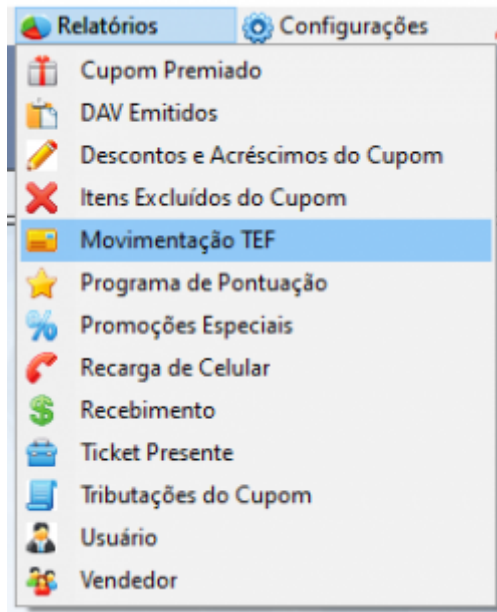 Relatórios Configurações
Cupom Premiado
DAV Emitidos
Descontos e Acréscimos do Cupom
Itens Excluídos do Cupom
Movimentação TEF
Programa de Pontuação
Promoções Especiais
Recarga de Celular
Recebimento
Ticket Presente
Tributações do Cupom
Usuário
Vendedor